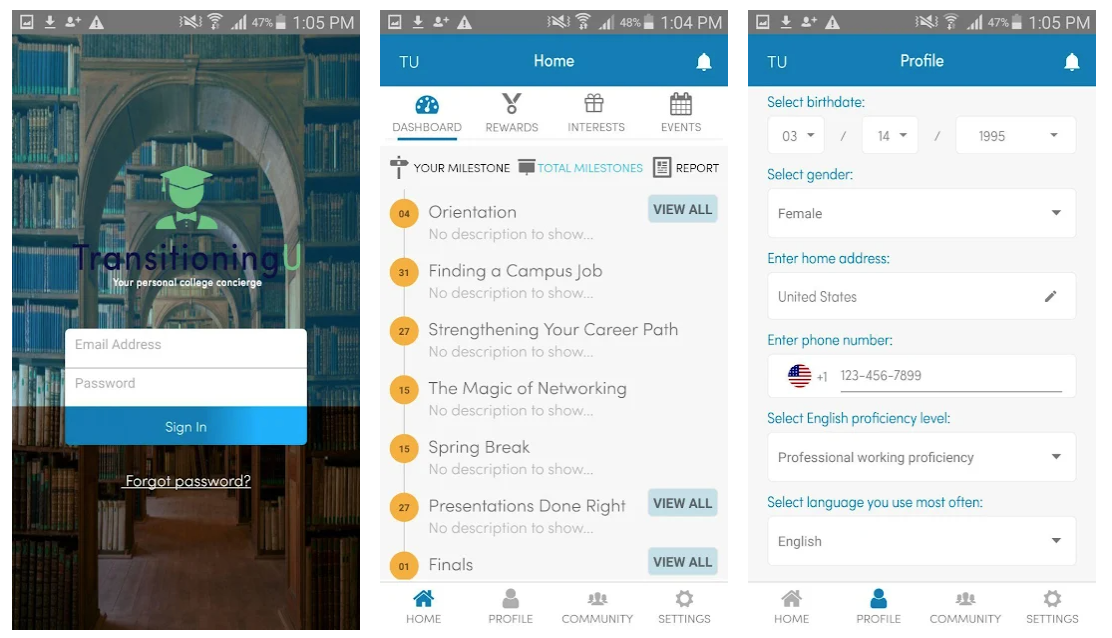 47% 1:05 PM
TransitioningU
Your personal college concierge
Email Address
Password
Sign In
Forgot password?
48% 1:04 PM
TU Home
DASHBOARD REWARDS INTERESTS EVENTS
YOUR MILESTONE TOTAL MILESTONES REPORT
04 Orientation VIEW ALL
No description to show...
31 Finding a Campus Job
No description to show...
27 Strengthening Your Career Path
No description to show...
15 The Magic of Networking
No description to show...
15 Spring Break
No description to show...
27 Presentations Done Right VIEW ALL
No description to show...
01 Finals VIEW ALL
HOME PROFILE COMMUNITY SETTINGS
47% 1:05 PM
TU Profile
Select birthdate:
03 / 14 / 1995
Select gender:
Female
Enter home address:
United States
Enter phone number:
+1 123-456-7899
Select English proficiency level:
Professional working proficiency
Select language you use most often:
English
HOME PROFILE COMMUNITY SETTINGS